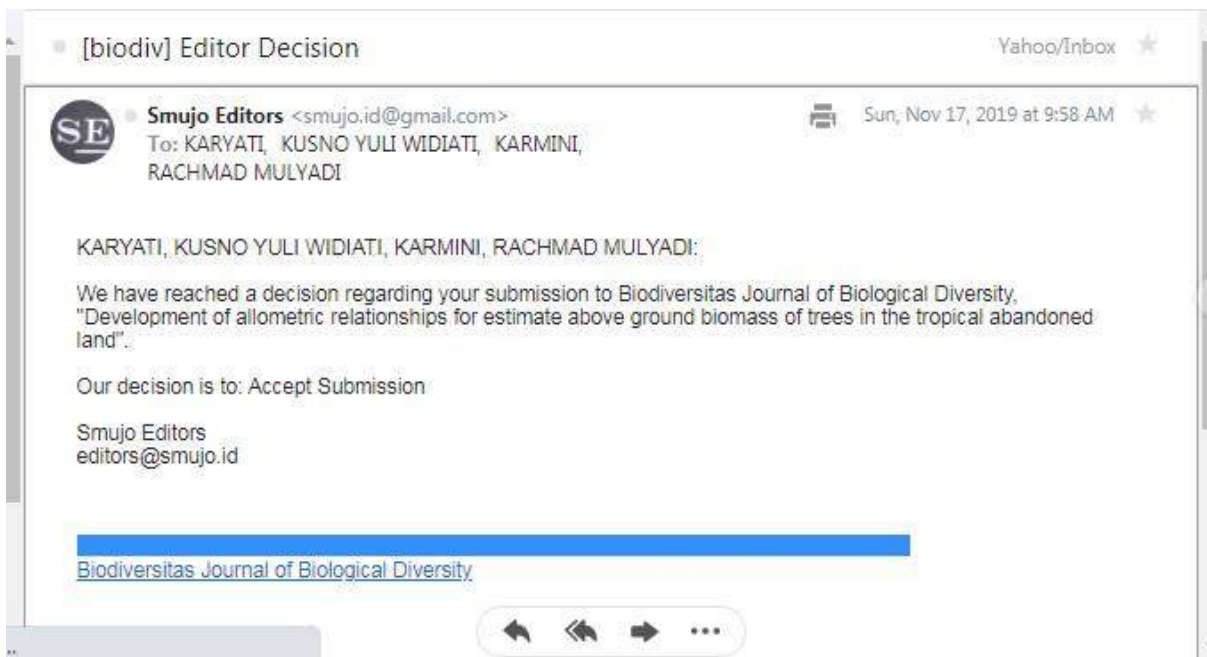 [biodiv] Editor Decision
Yahoo/Inbox
SE
Smujo Editors <smujo.id@gmail.com>
Sun, Nov 17, 2019 at 9:58 AM
To: KARYATI, KUSNO YULI WIDIATI, KARMINI,
RACHMAD MULYADI
KARYATI, KUSNO YULI WIDIATI, KARMINI, RACHMAD MULYADI:
We have reached a decision regarding your submission to Biodiversitas Journal of Biological Diversity,
"Development of allometric relationships for estimate above ground biomass of trees in the tropical abandoned
land".
Our decision is to: Accept Submission
Smujo Editors
editors@smujo.id
Biodiversitas Journal of Biological Diversity